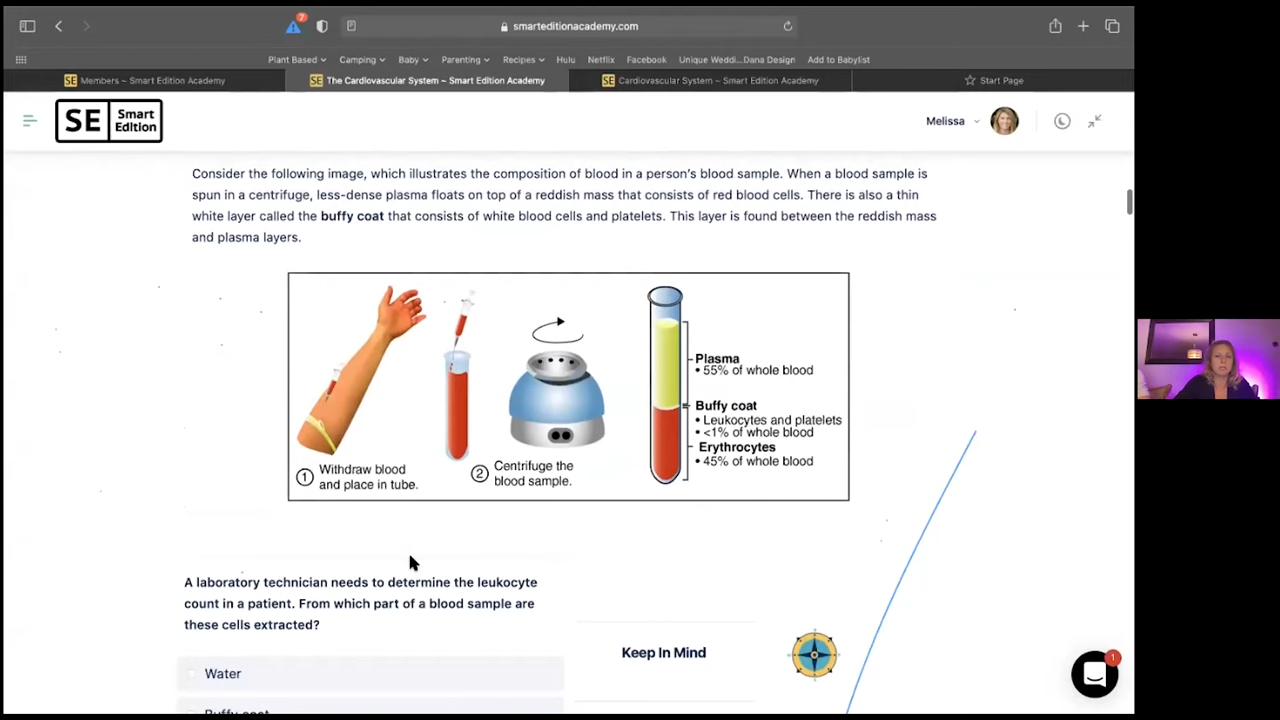 7
smarteditionacademy.com
Plant Based Camping Baby Parenting Recipes Hulu Netflix Facebook Unique Weddi...Dana Design Add to Babylist
SE Members ~ Smart Edition Academy
SE The Cardiovascular System ~ Smart Edition Academy
SE Cardiovascular System ~ Smart Edition Academy
Start Page
SE Smart
Edition
Melissa
Consider the following image, which illustrates the composition of blood in a person's blood sample. When a blood sample is
spun in a centrifuge, less-dense plasma floats on top of a reddish mass that consists of red blood cells. There is also a thin
white layer called the buffy coat that consists of white blood cells and platelets. This layer is found between the reddish mass
and plasma layers.
1 Withdraw blood
and place in tube.
2 Centrifuge the
blood sample.
Plasma
• 55% of whole blood
Buffy coat
• Leukocytes and platelets
• <1% of whole blood
Erythrocytes
• 45% of whole blood
A laboratory technician needs to determine the leukocyte
count in a patient. From which part of a blood sample are
these cells extracted?
Water
Buffy coat
Keep In Mind
1